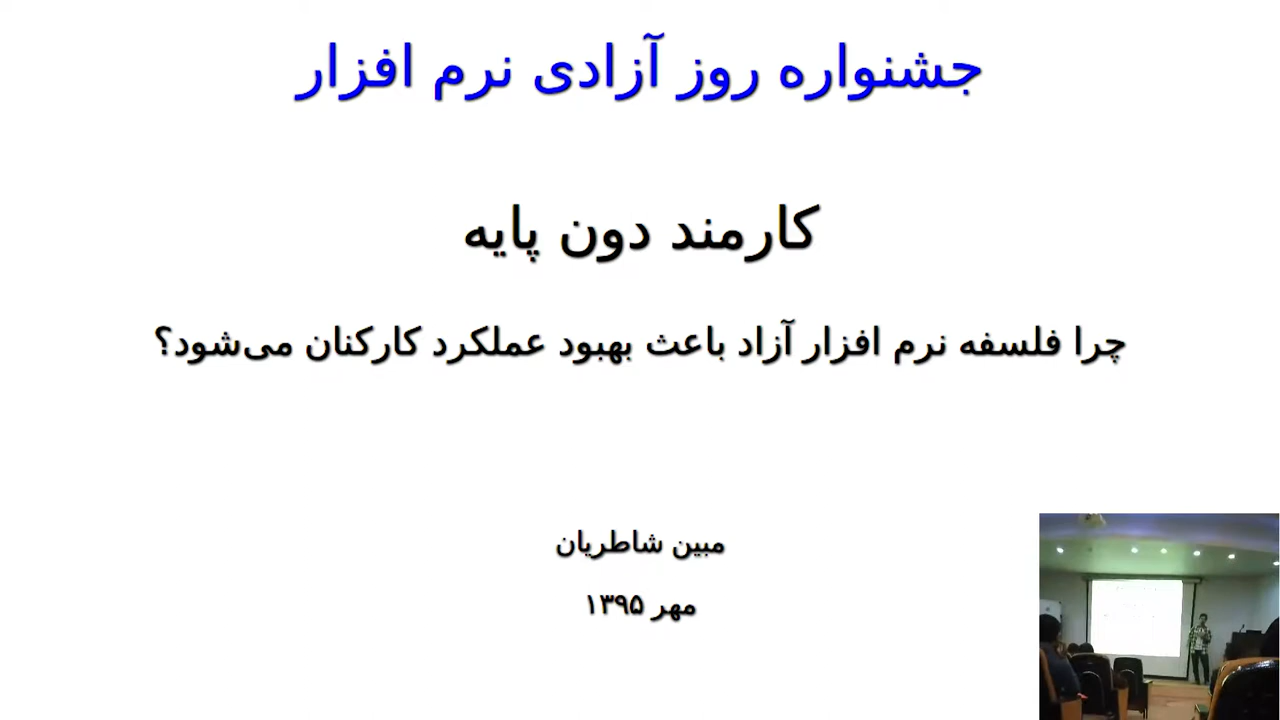 جشنواره روز آزادی نرم افزار
کارمند دون پایه
چرا فلسفه نرم افزار آزاد باعث بهبود عملکرد کارکنان می‌شود؟
مبین شاطریان
مهر ۱۳۹۵